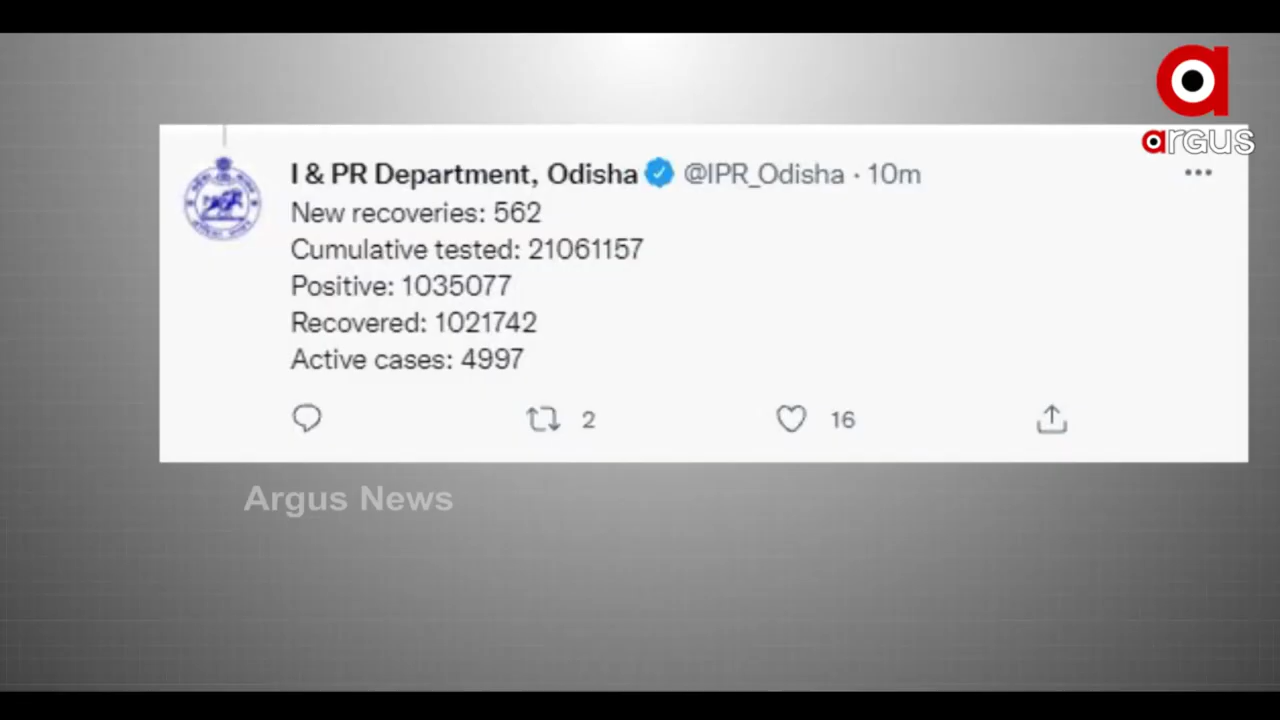 argus
I & PR Department, Odisha @IPR_Odisha · 10m
New recoveries: 562
Cumulative tested: 21061157
Positive: 1035077
Recovered: 1021742
Active cases: 4997
2 16
Argus News